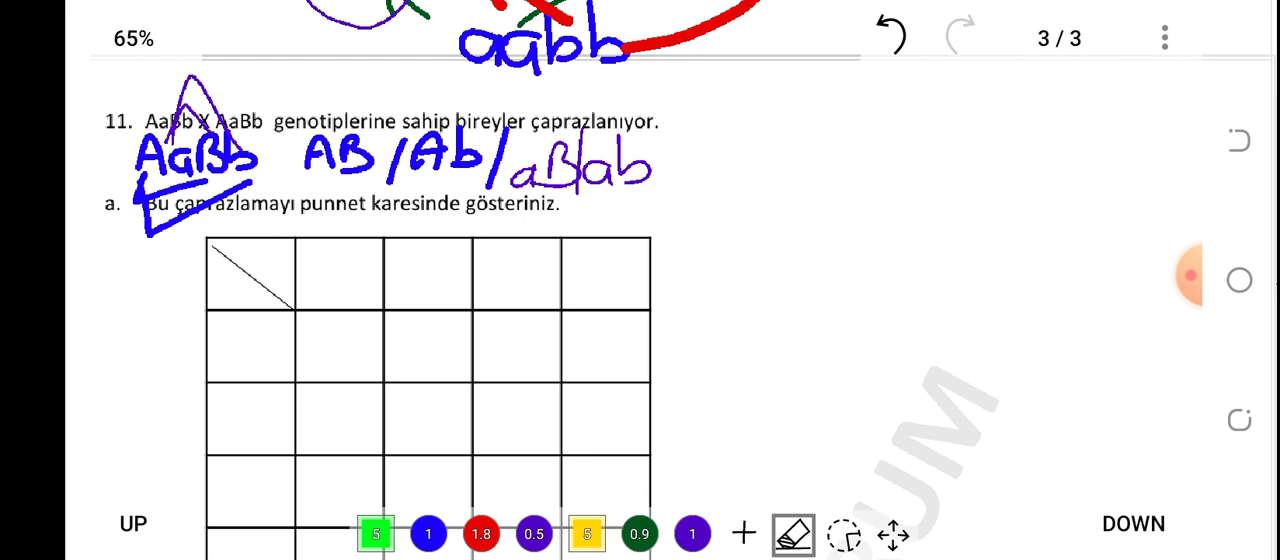 65%
aabb
3 / 3
11. AaBb X AaBb genotiplerine sahip bireyler çaprazlanıyor.
AaBb AB / Ab / aB/ab
a. Bu çaprazlamayı punnet karesinde gösteriniz.
UM
UP
5 1 1.8 0.5 5 0.9 1 +
DOWN